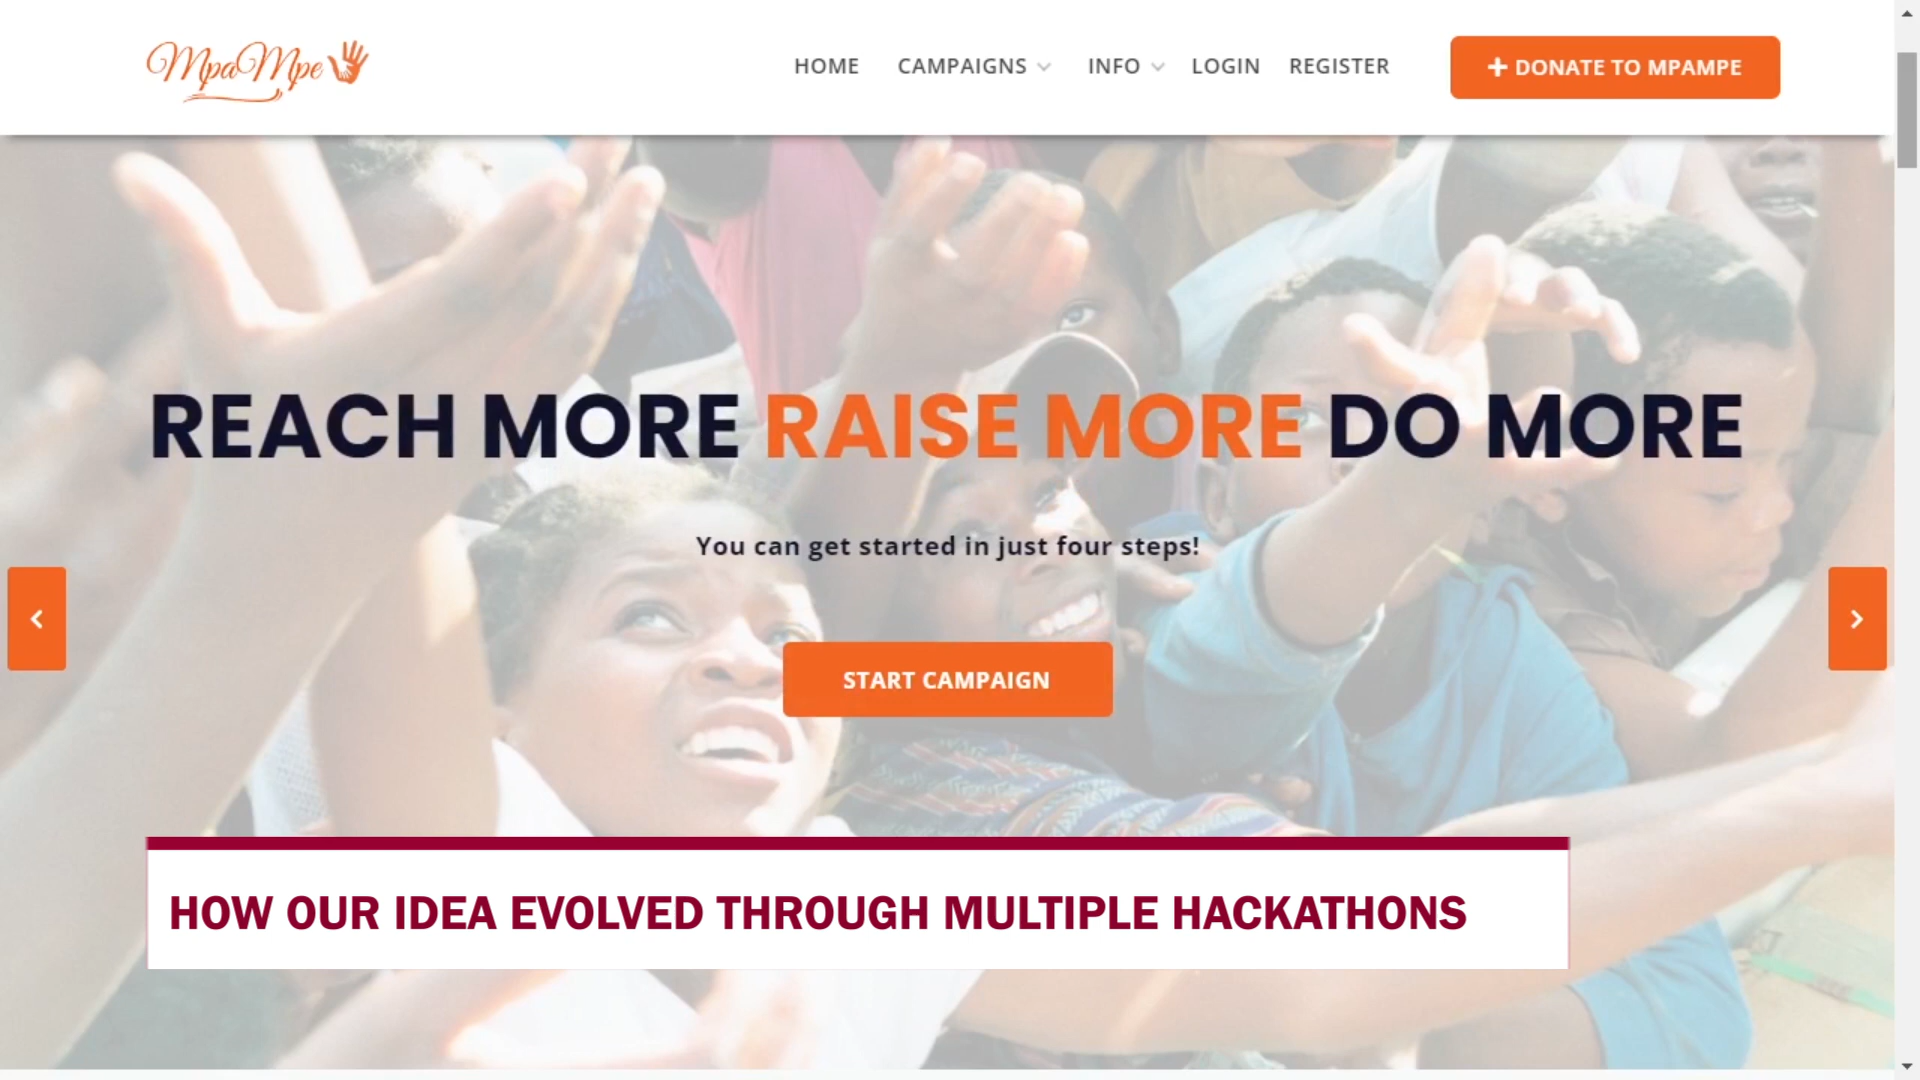 MpaMpe
HOME CAMPAIGNS INFO LOGIN REGISTER
DONATE TO MPAMPE
REACH MORE RAISE MORE DO MORE
You can get started in just four steps!
START CAMPAIGN
HOW OUR IDEA EVOLVED THROUGH MULTIPLE HACKATHONS